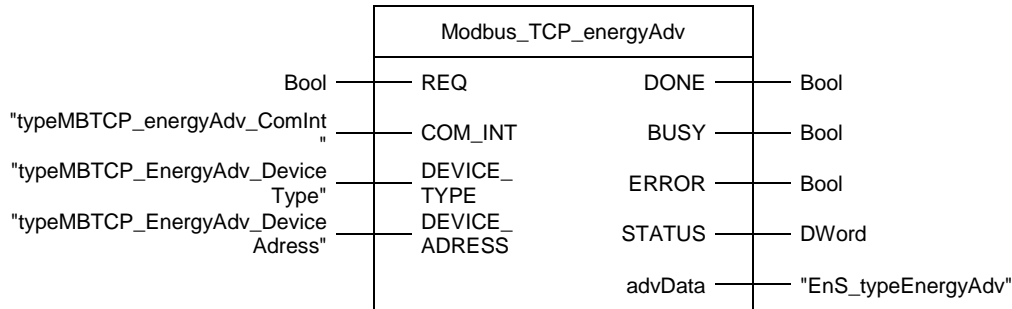 Modbus_TCP_energyAdv
Bool REQ DONE Bool
"typeMBTCP_energyAdv_ComInt
" COM_INT BUSY Bool
"typeMBTCP_EnergyAdv_Device
Type" DEVICE_
TYPE ERROR Bool
"typeMBTCP_EnergyAdv_Device
Adress" DEVICE_
ADRESS STATUS DWord
advData "EnS_typeEnergyAdv"